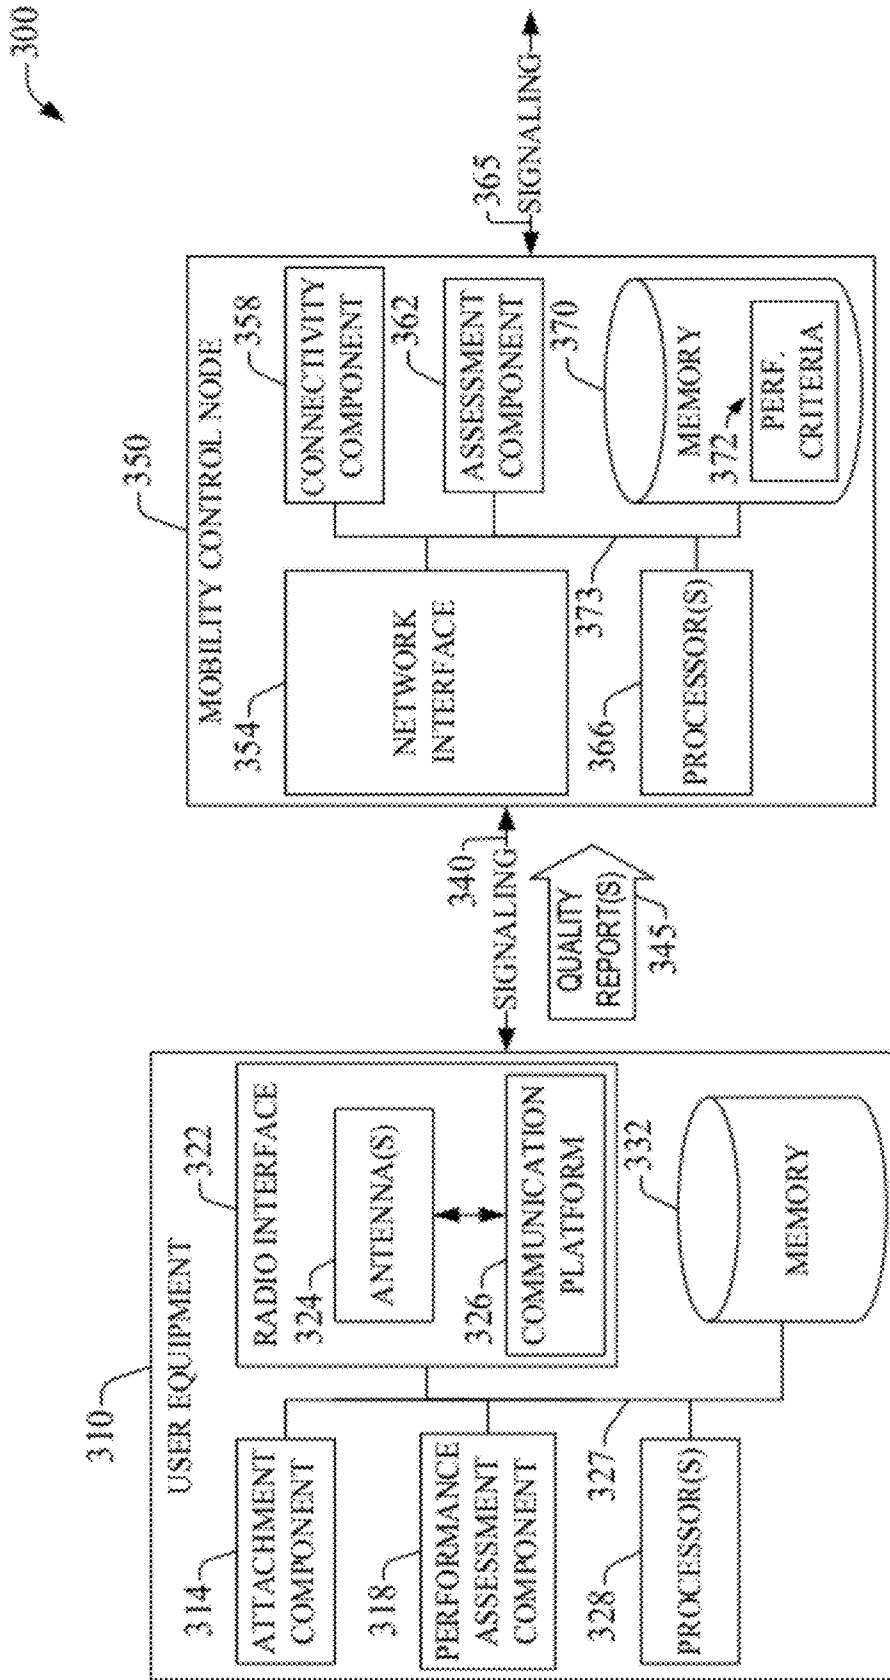 300
310
USER EQUIPMENT
314
ATTACHMENT
COMPONENT
318
PERFORMANCE
ASSESSMENT
COMPONENT
328
PROCESSOR(S)
327
322
RADIO INTERFACE
324
ANTENNA(S)
326
COMMUNICATION
PLATFORM
332
MEMORY
340
SIGNALING
QUALITY
REPORT(S)
345
350
MOBILITY CONTROL NODE
354
NETWORK
INTERFACE
366
PROCESSOR(S)
373
358
CONNECTIVITY
COMPONENT
362
ASSESSMENT
COMPONENT
370
MEMORY
372
PERF.
CRITERIA
365
SIGNALING